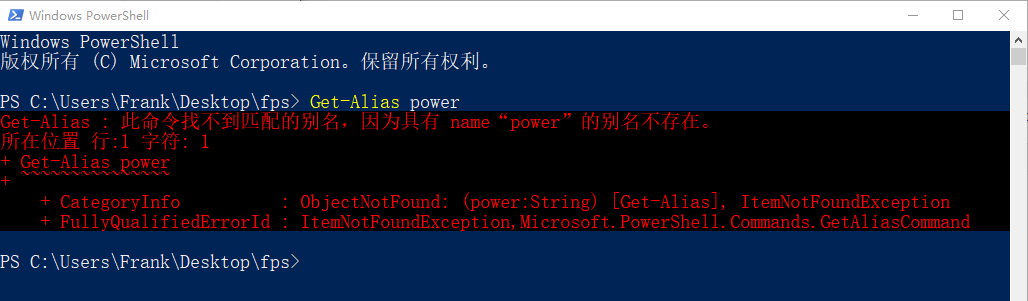 Windows PowerShell
Windows PowerShell
版权所有 (C) Microsoft Corporation。保留所有权利。
PS C:\Users\Frank\Desktop\fps> Get-Alias power
Get-Alias : 此命令找不到匹配的别名，因为具有 name“power”的别名不存在。
所在位置 行:1 字符: 1
+ Get-Alias power
+ ~~~~~~~~~~~~~~~
    + CategoryInfo          : ObjectNotFound: (power:String) [Get-Alias], ItemNotFoundException
    + FullyQualifiedErrorId : ItemNotFoundException,Microsoft.PowerShell.Commands.GetAliasCommand
PS C:\Users\Frank\Desktop\fps>